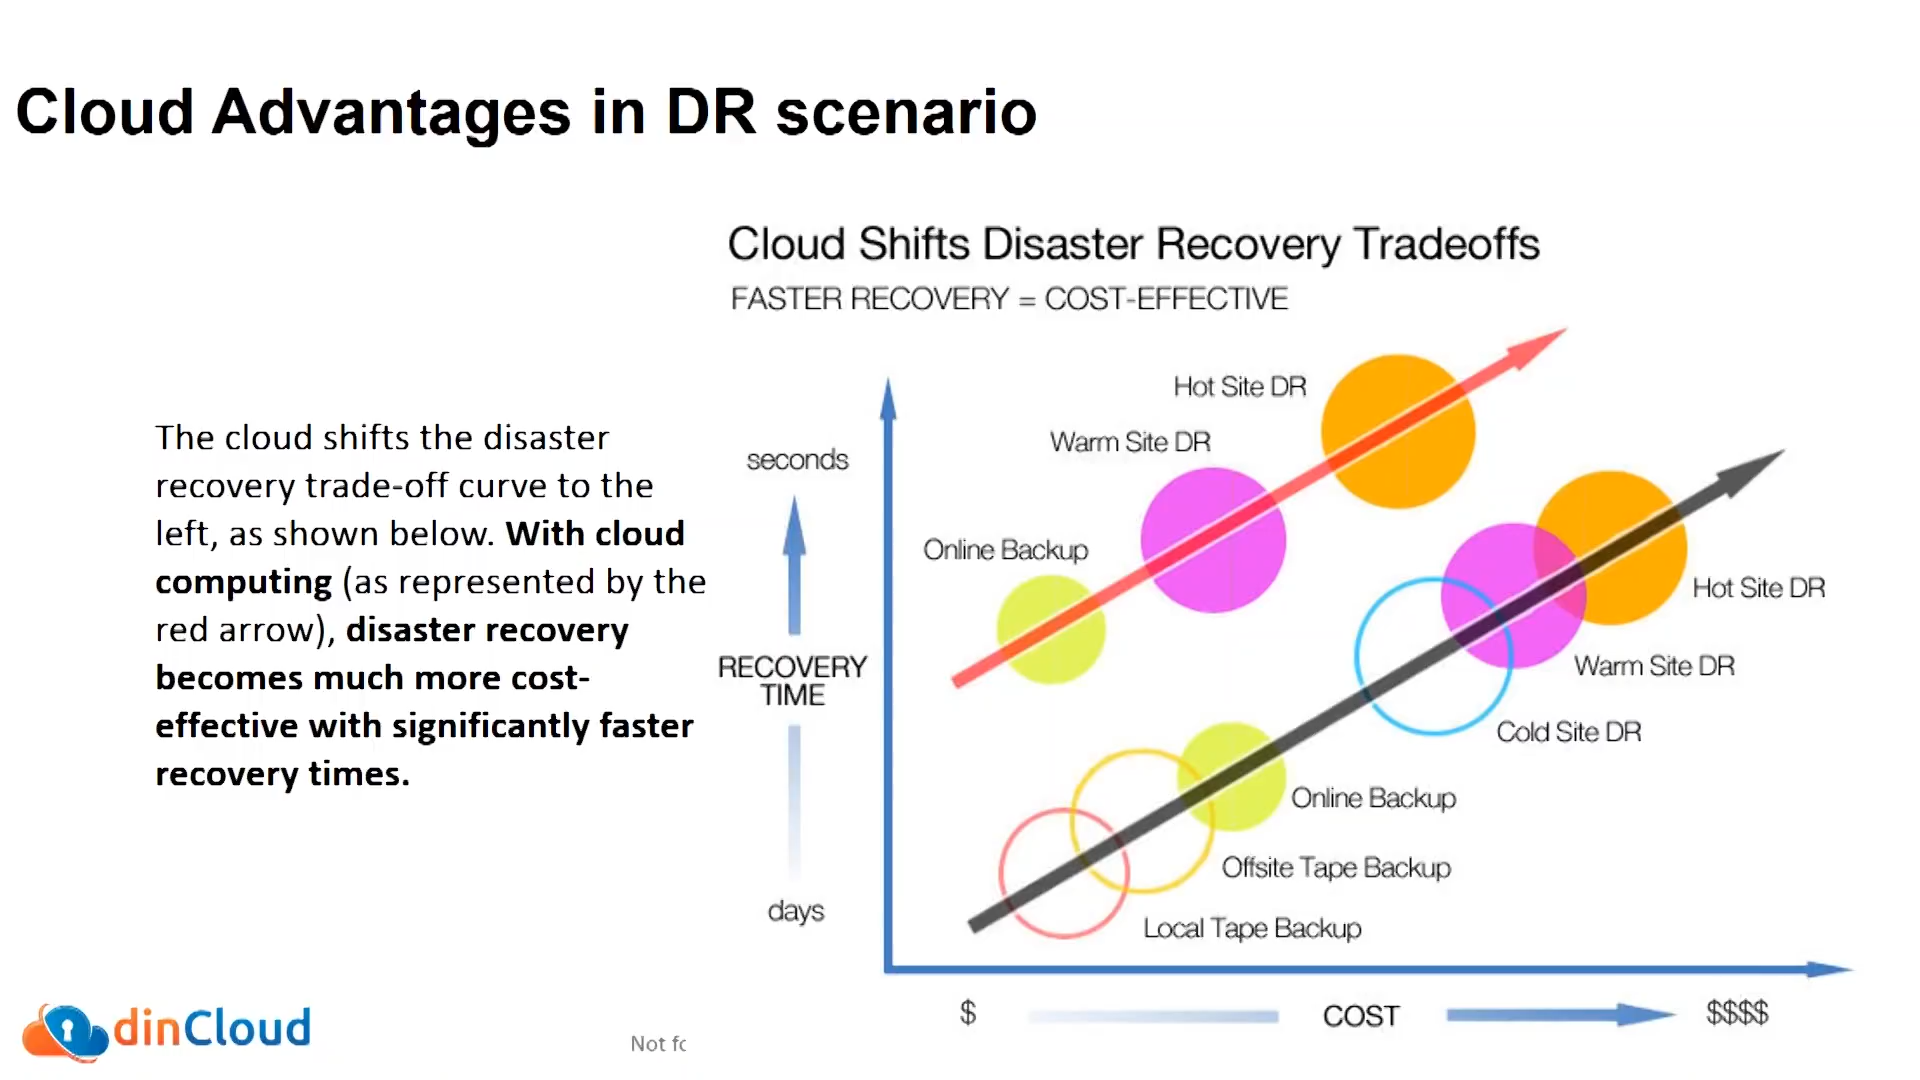 Cloud Advantages in DR scenario
Cloud Shifts Disaster Recovery Tradeoffs
FASTER RECOVERY = COST-EFFECTIVE
The cloud shifts the disaster
recovery trade-off curve to the
left, as shown below. With cloud
computing (as represented by the
red arrow), disaster recovery
becomes much more cost-
effective with significantly faster
recovery times.
Hot Site DR
Warm Site DR
seconds
Online Backup
Hot Site DR
RECOVERY
TIME
Warm Site DR
Cold Site DR
Online Backup
Offsite Tape Backup
days
Local Tape Backup
$
COST
$$$$
dinCloud
Not